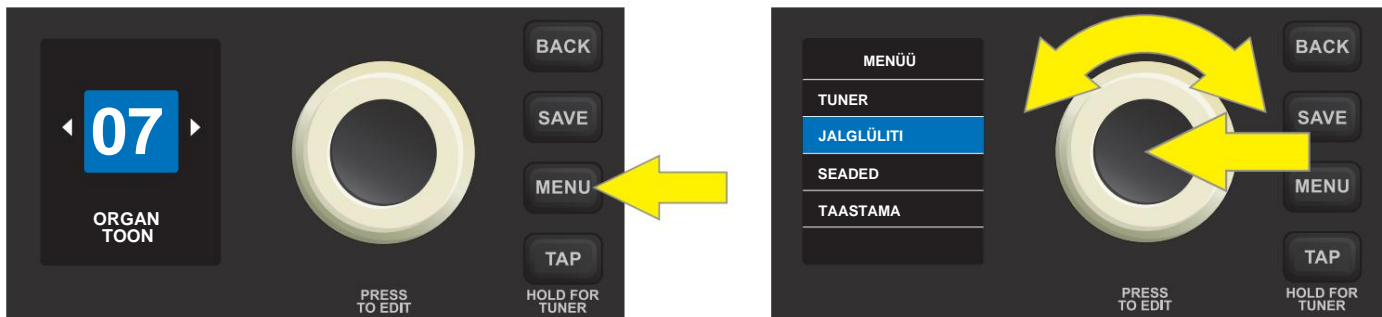 07
ORGAN
TOON
PRESS
TO EDIT
BACK
SAVE
MENU
TAP
HOLD FOR
TUNER
MENÜÜ
TUNER
JALGLÜLITI
SEADED
TAASTAMA
PRESS
TO EDIT
BACK
SAVE
MENU
TAP
HOLD FOR
TUNER